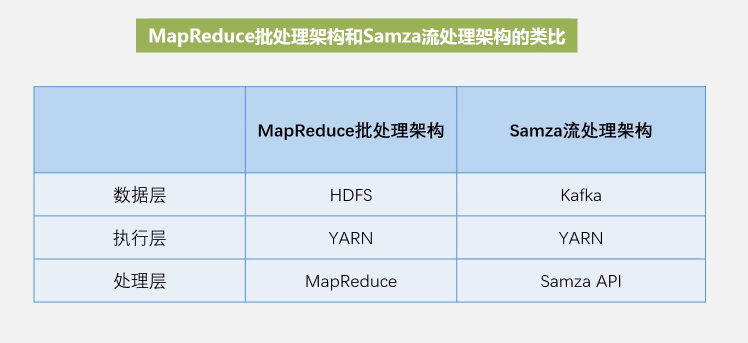 MapReduce批处理架构和Samza流处理架构的类比
MapReduce批处理架构 Samza流处理架构
数据层 HDFS Kafka
执行层 YARN YARN
处理层 MapReduce Samza API